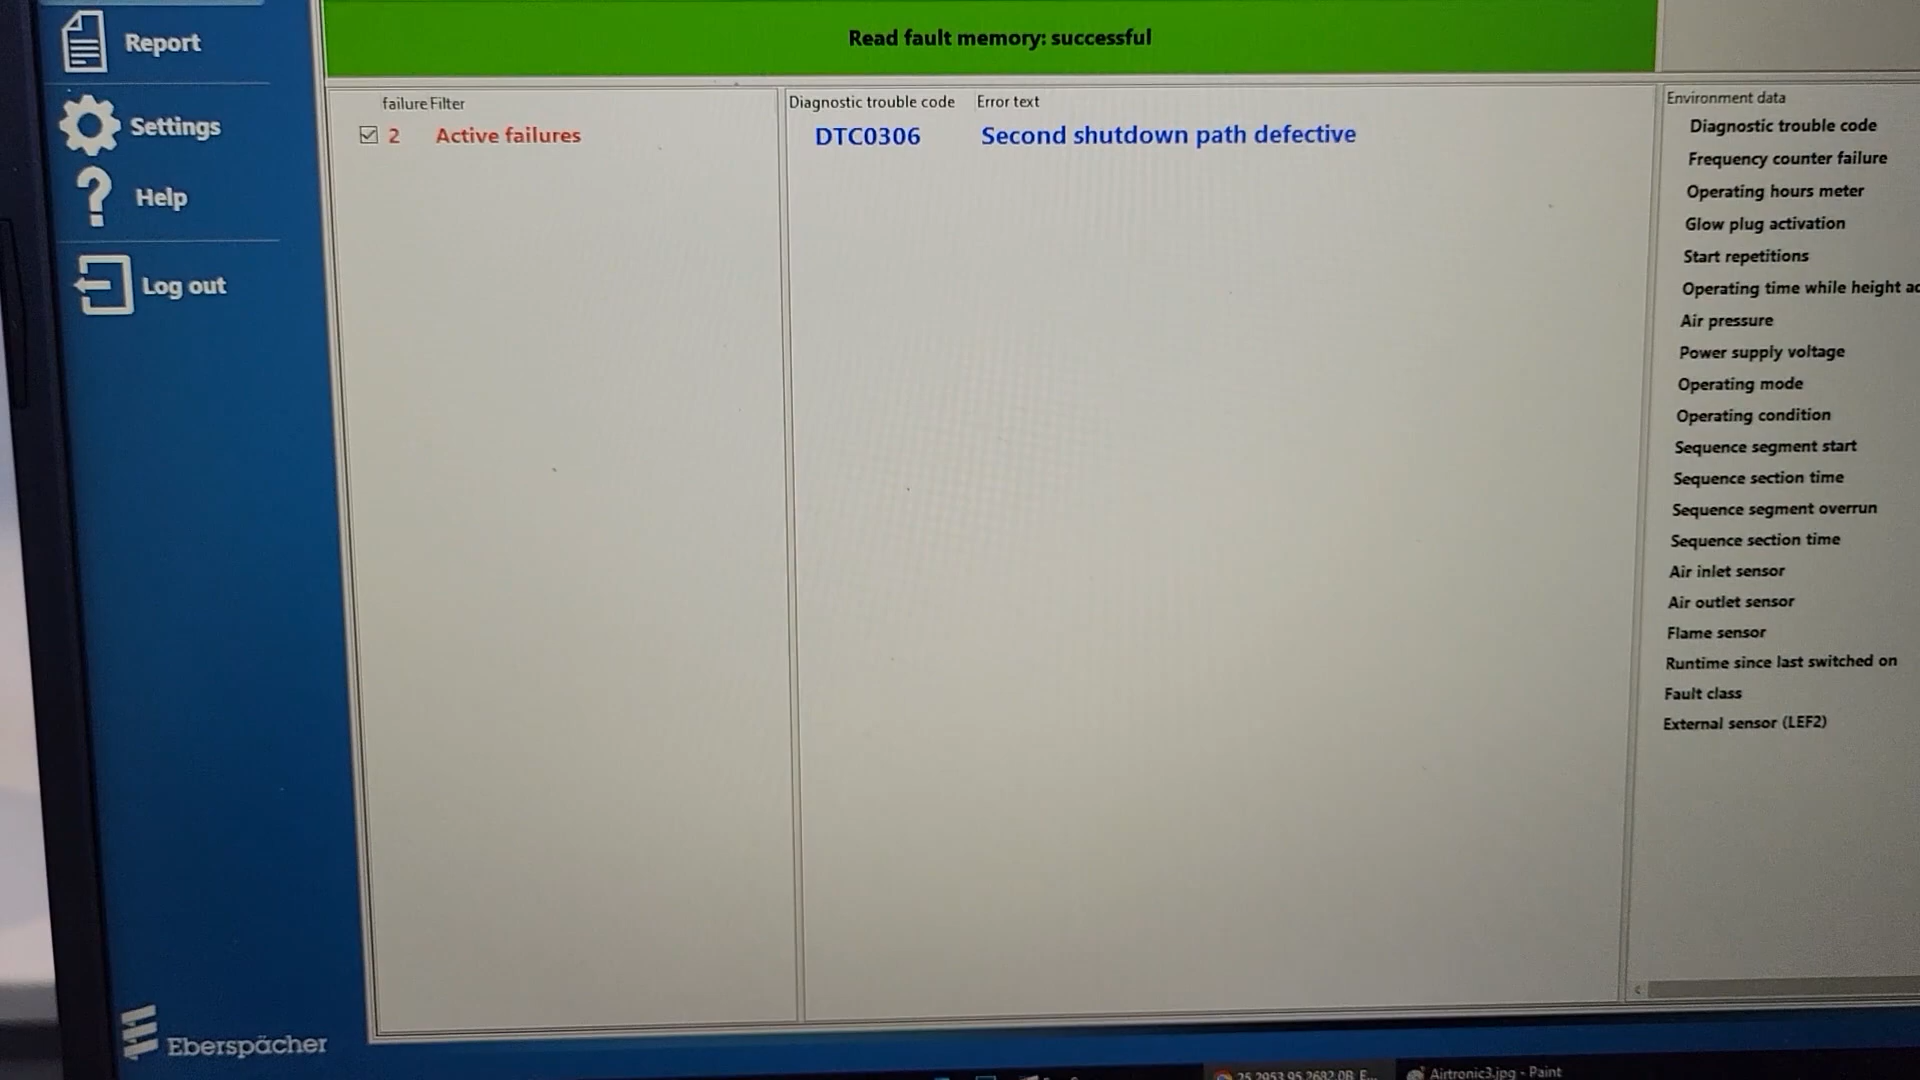 Report
Settings
Help
Log out
Read fault memory: successful
failure Filter
2 Active failures
Diagnostic trouble code Error text
DTC0306 Second shutdown path defective
Environment data
Diagnostic trouble code
Frequency counter failure
Operating hours meter
Glow plug activation
Start repetitions
Operating time while height
Air pressure
Power supply voltage
Operating mode
Operating condition
Sequence segment start
Sequence section time
Sequence segment overrun
Sequence section time
Air inlet sensor
Air outlet sensor
Flame sensor
Runtime since last switched on
Fault class
External sensor (LEF2)
Eberspächer
Airtronic3.jpg - Paint